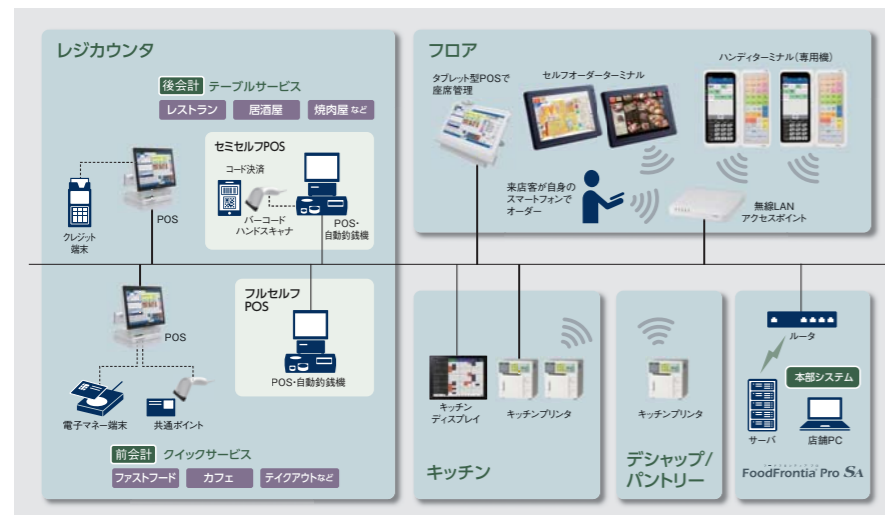 レジカウンタ
後会計 テーブルサービス
レストラン 居酒屋 焼肉屋など
POS
クレジット
端末
セミセルフPOS
コード決済
バーコード
ハンドスキャナ
POS・
自動釣銭機
POS
電子マネー端末
共通ポイント
フルセルフ
POS
POS・自動釣銭機
前会計 クイックサービス
ファストフード カフェ テイクアウトなど
フロア
タブレット型POSで
座席管理
セルフオーダーターミナル
ハンディターミナル(専用機)
来店客が自身の
スマートフォンで
オーダー
無線LAN
アクセスポイント
キッチン
ディスプレイ
キッチンプリンタ
キッチン
キッチンプリンタ
デシャップ/
パントリー
ルータ
本部システム
サーバ
店舗PC
FoodFrontia Pro SA